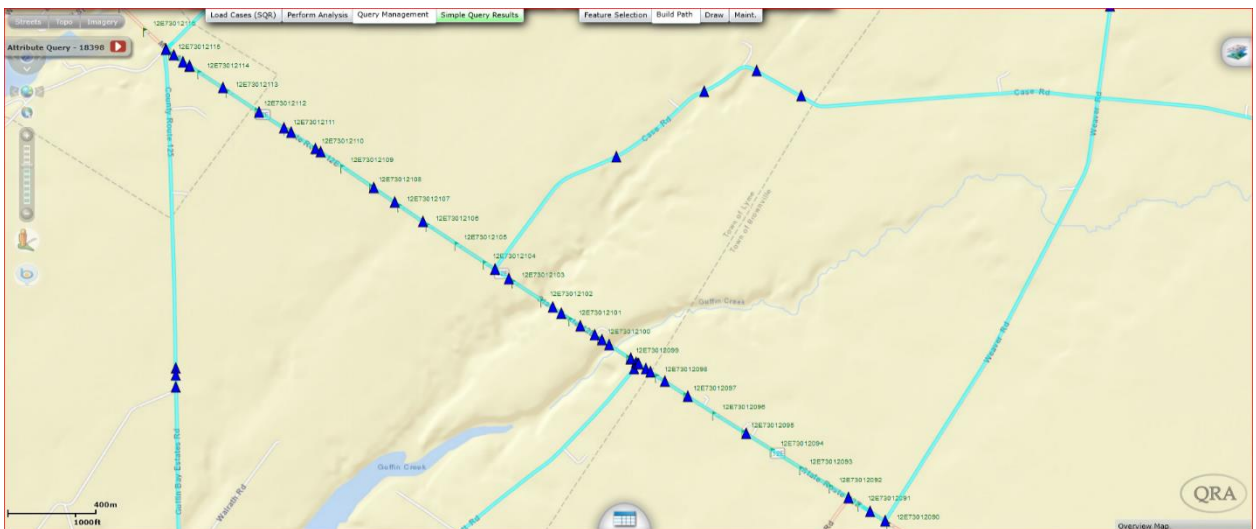 Load Cases (SQR) Perform Analysis Query Management Simple Query Results Feature Selection Build Path Draw Maint.
Streets Topo Imagery
Attribute Query - 18398
12E73012115
12E73012114
12E73012113
12E73012112
12E73012111
12E73012110
12E73012109
12E73012108
12E73012107
12E73012106
12E73012105
12E73012104
12E73012103
12E73012102
12E73012101
12E73012100
12E73012099
12E73012098
12E73012097
12E73012096
12E73012095
12E73012094
12E73012093
12E73012092
12E73012091
12E73012090
County Route 125
Case Rd
Case Rd
Weaver Rd
Weaver Rd
Town of Lyme
Town of Brownville
Guffin Creek
Guffin Creek
Guffin Bay Estates Rd
Walrath Rd
State Route
400m
1000ft
QRA
Overview Map